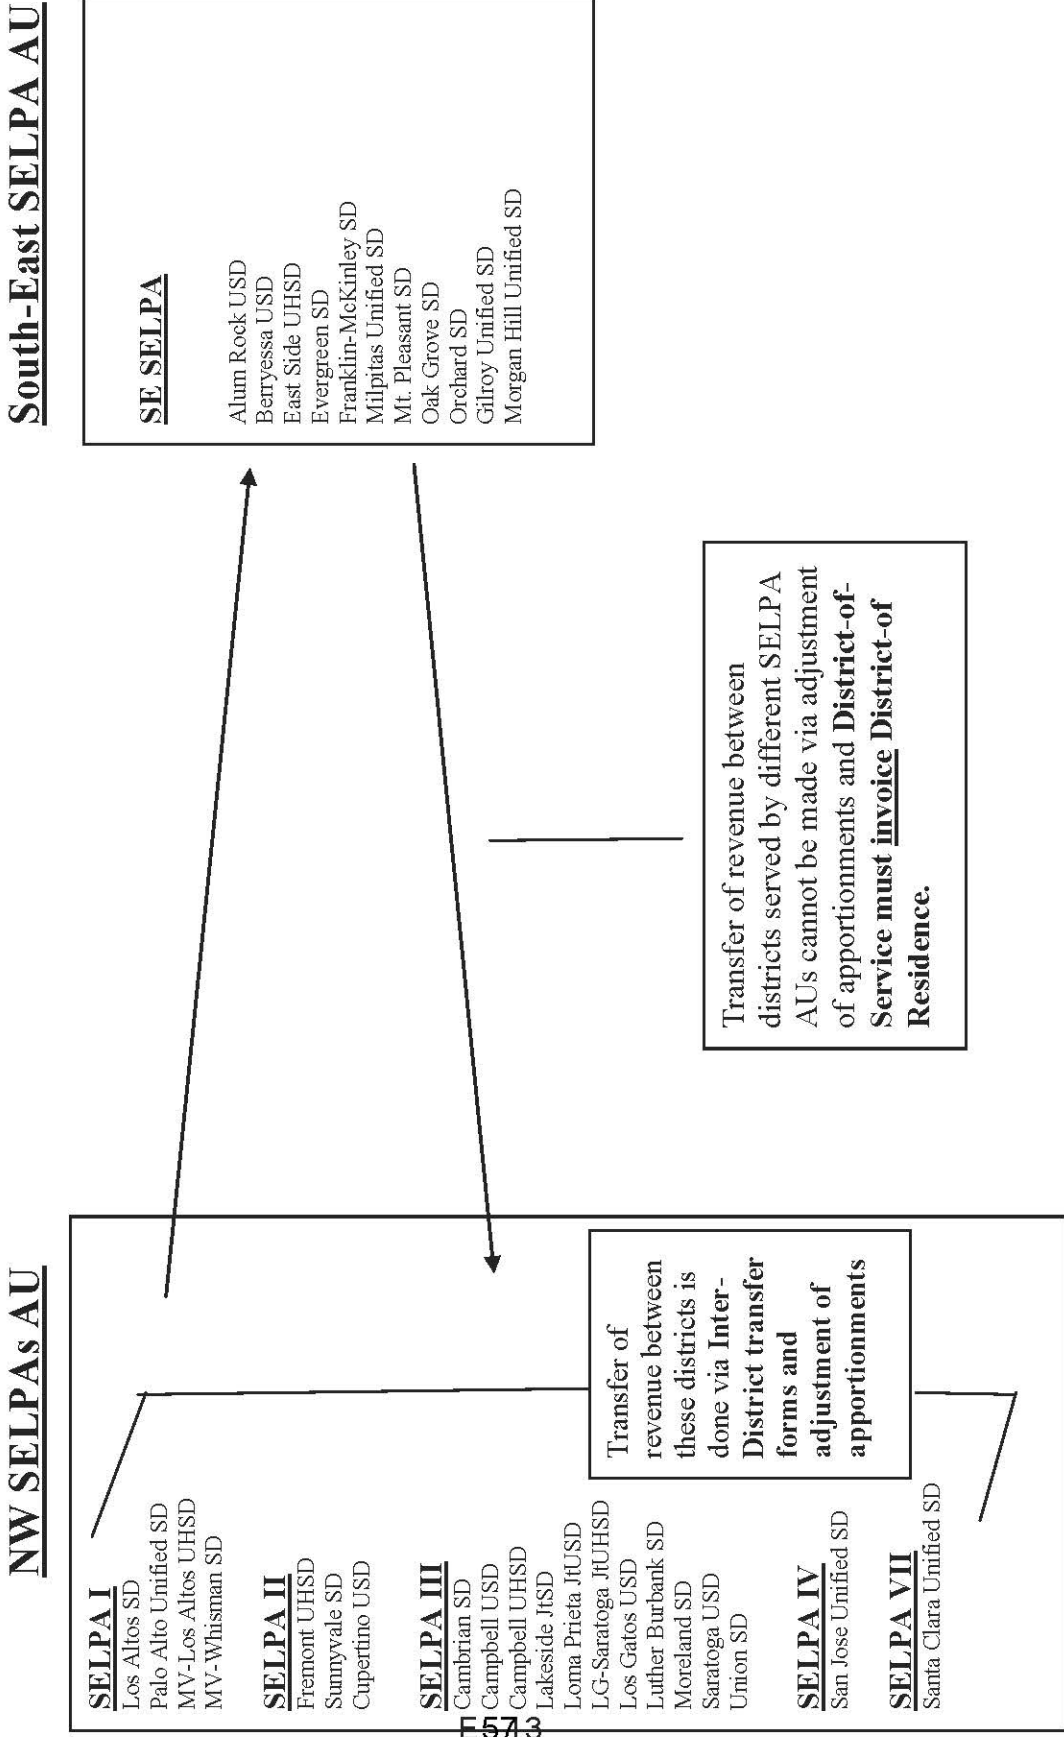 NW SELPAs AU
SELPA I
Los Altos SD
Palo Alto Unified SD
MV-Los Altos UHSD
MV-Whisman SD
SELPA II
Fremont UHSD
Sunnyvale SD
Cupertino USD
SELPA III
Cambrian SD
Campbell USD
Campbell UHSD
Lakeside JtSD
Loma Prieta JtUSD
LG-Saratoga JtUHSD
Los Gatos USD
Luther Burbank SD
Moreland SD
Saratoga USD
Union SD
SELPA IV
San Jose Unified SD
SELPA VII
Santa Clara Unified SD
Transfer of
revenue between
these districts is
done via Inter-
District transfer
forms and
adjustment of
apportionments
Transfer of revenue between
districts served by different SELPA
AUs cannot be made via adjustment
of apportionments and District-of-
Service must invoice District-of
Residence.
South-East SELPA AU
SE SELPA
Alum Rock USD
Berryessa USD
East Side UHSD
Evergreen SD
Franklin-McKinley SD
Milpitas Unified SD
Mt. Pleasant SD
Oak Grove SD
Orchard SD
Gilroy Unified SD
Morgan Hill Unified SD